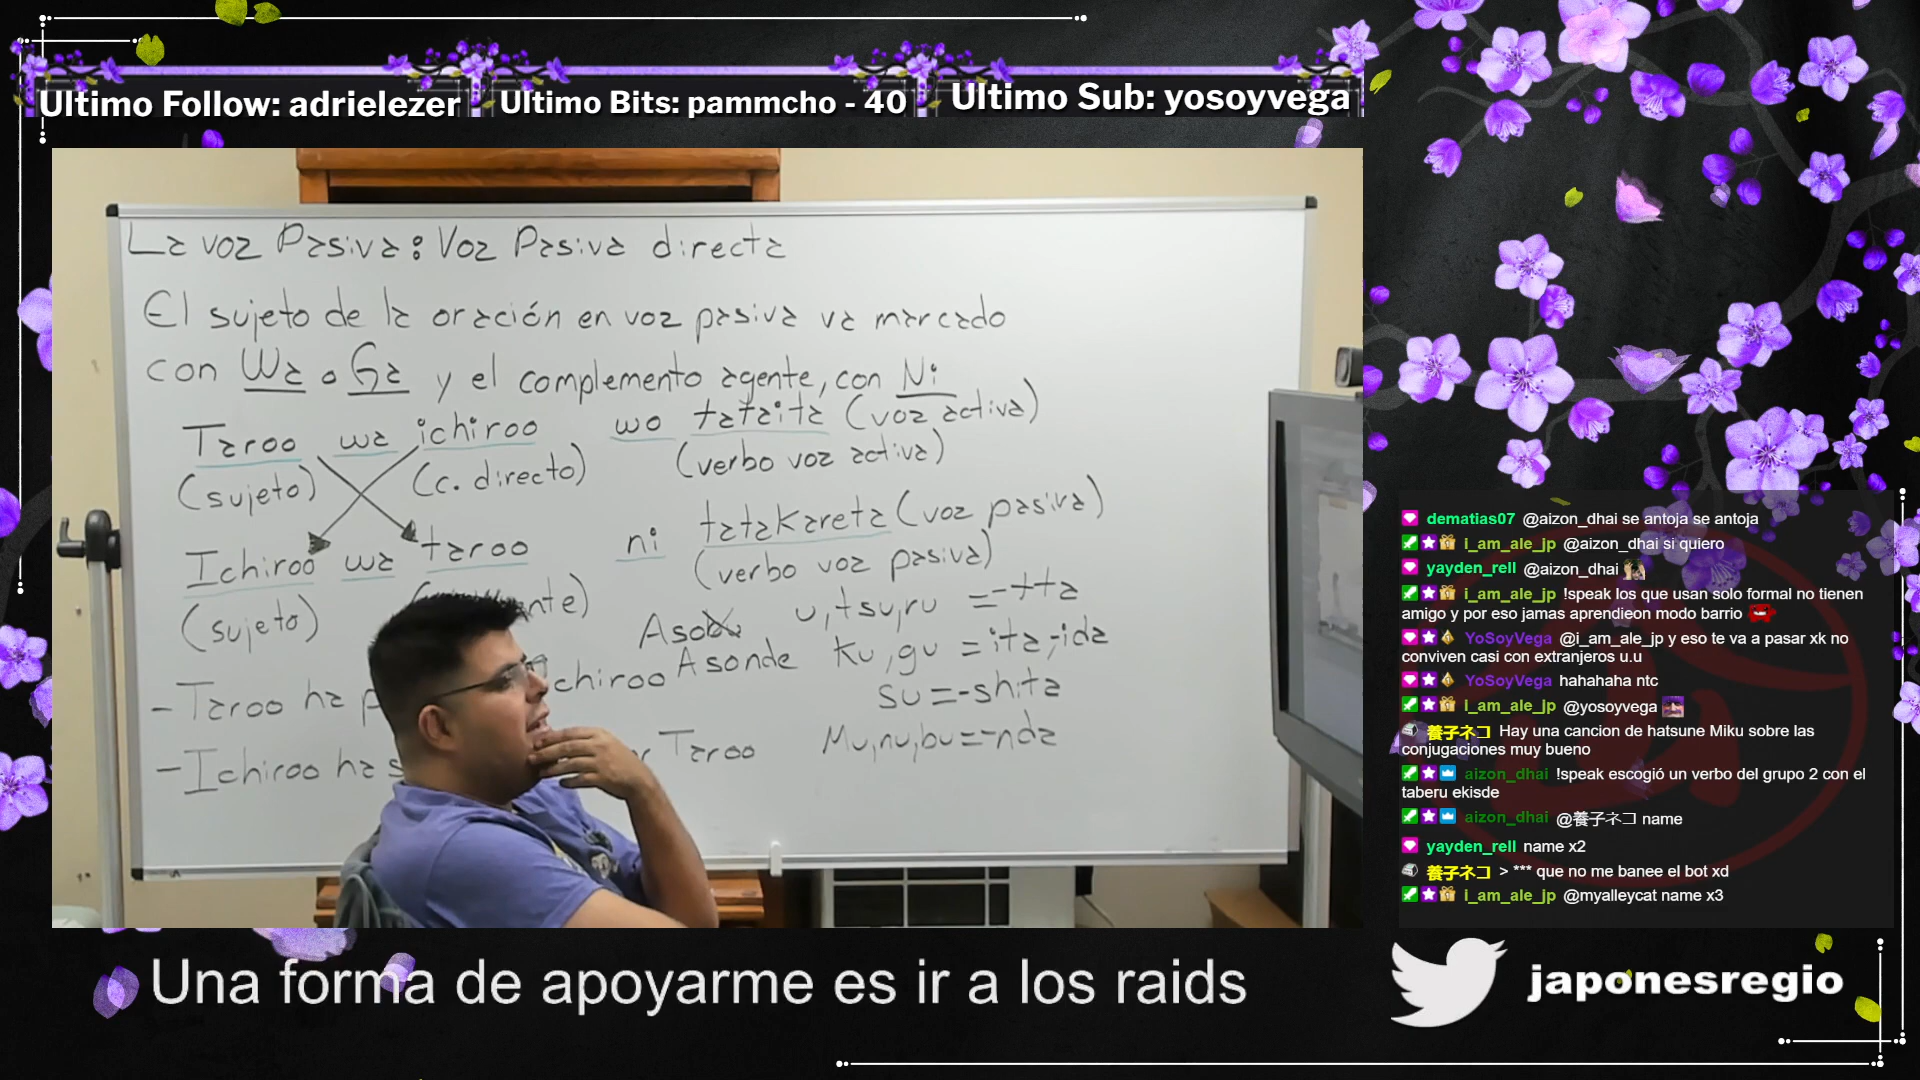 Ultimo Follow: adrielezer
Ultimo Bits: pammcho - 40
Ultimo Sub: yosoyvega
La voz Pasiva: Voz Pasiva directa
El sujeto de la oración en voz pasiva va marcado
con Wa o Ga y el complemento agente, con Ni
Taroo wa ichiroo wo tataita (voz activa)
(sujeto) (c. directo) (verbo voz activa)
Ichiroo wa taroo ni tatakareta (voz pasiva)
(sujeto) (verbo voz pasiva)
u, tsu, ru = -tta
Asonde ku, gu = ita, ida
su = -shita
Mu, nu, bu = -nda
- Taroo ha
- Ichiroo ha Taroo
dematias07 @aizon_dhai se antoja se antoja
i_am_ale_jp @aizon_dhai si quiero
yayden_rell @aizon_dhai
i_am_ale_jp !speak los que usan solo formal no tienen
amigo y por eso jamas aprendieon modo barrio
YoSoyVega @i_am_ale_jp y eso te va a pasar xk no
conviven casi con extranjeros u.u
YoSoyVega hahahaha ntc
i_am_ale_jp @yosoyvega
養子ネコ Hay una cancion de hatsune Miku sobre las
conjugaciones muy bueno
aizon_dhai !speak escogió un verbo del grupo 2 con el
taberu ekisde
aizon_dhai @養子ネコ name
yayden_rell name x2
養子ネコ > *** que no me banee el bot xd
i_am_ale_jp @myalleycat name x3
Una forma de apoyarme es ir a los raids
japonesregio